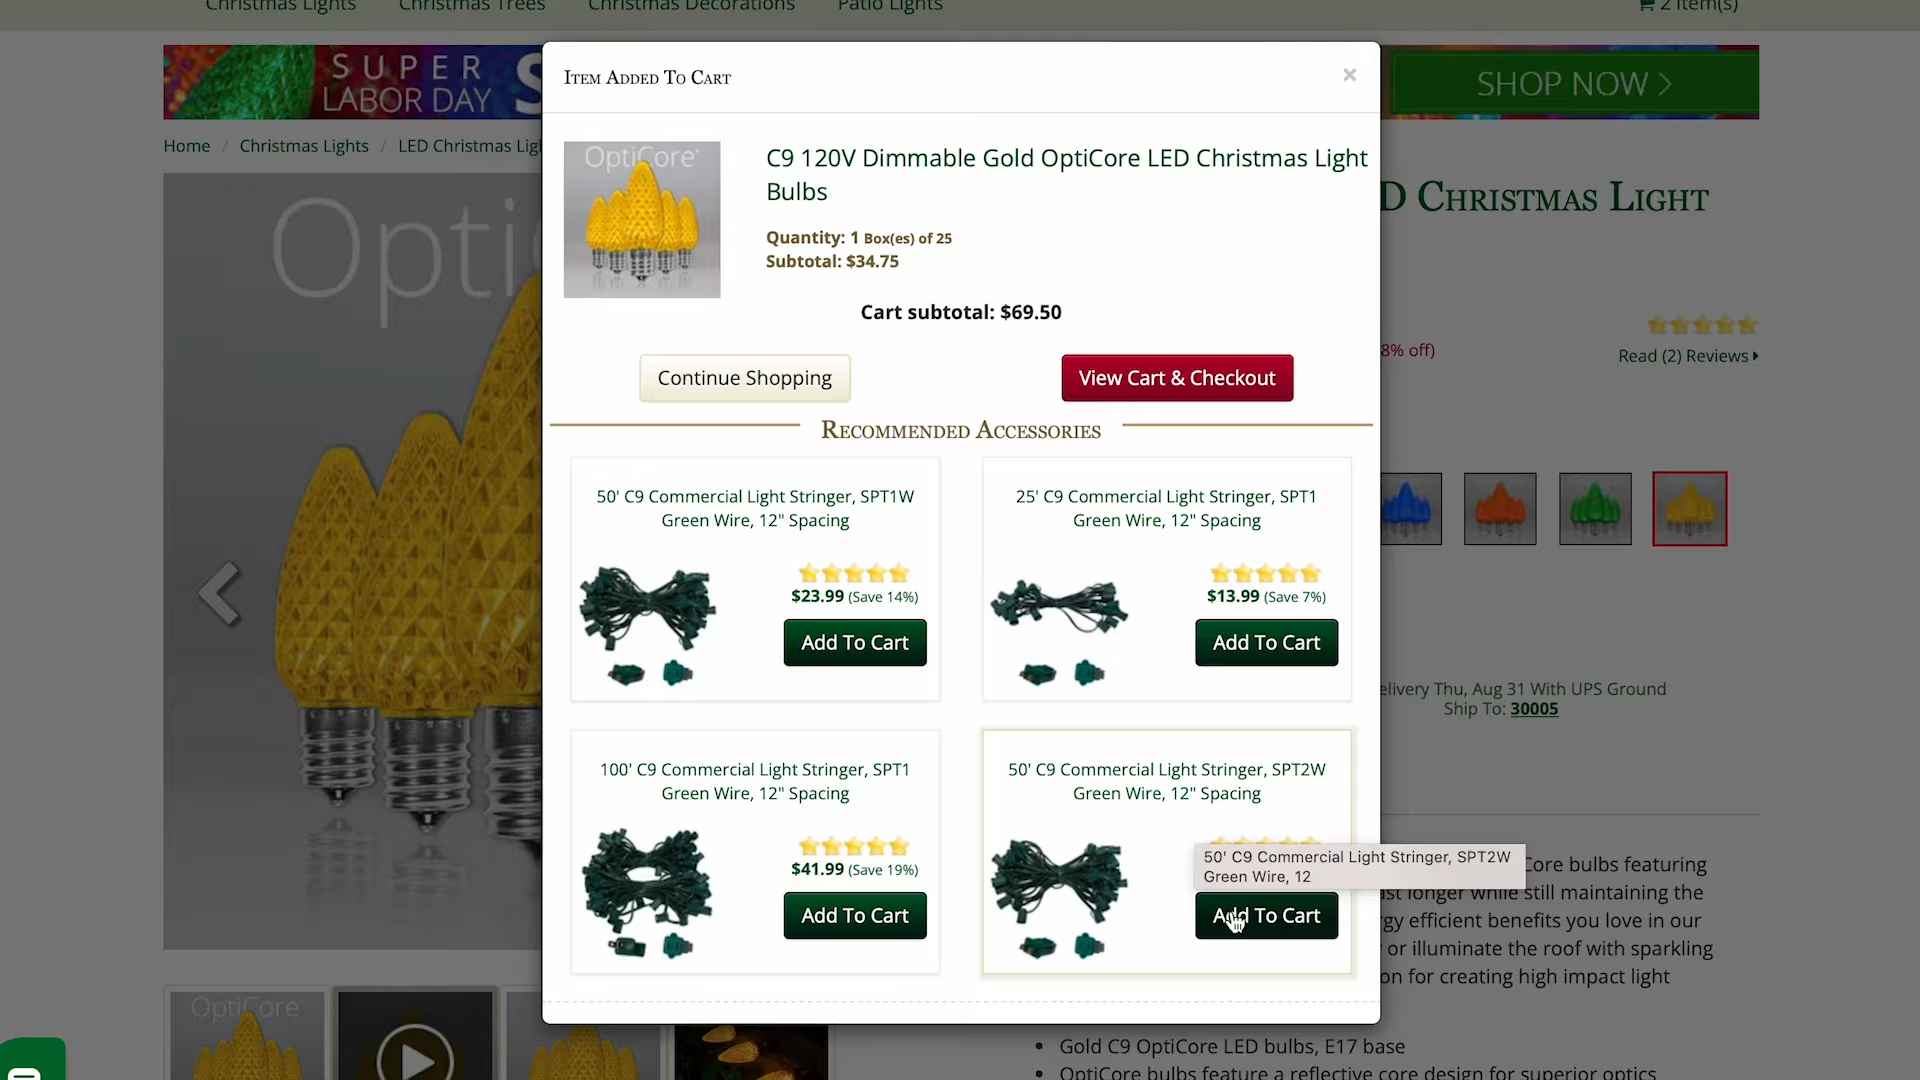 Christmas Lights
Christmas Trees
Christmas Decorations
Patio Lights
2 item(s)
SUPER
LABOR DAY
S
SHOP NOW >
Home / Christmas Lights / LED Christmas Ligh
ITEM ADDED TO CART
×
OptiCore
C9 120V Dimmable Gold OptiCore LED Christmas Light
Bulbs
Quantity: 1 Box(es) of 25
Subtotal: $34.75
Cart subtotal: $69.50
Continue Shopping
View Cart & Checkout
RECOMMENDED ACCESSORIES
50' C9 Commercial Light Stringer, SPT1W
Green Wire, 12" Spacing
$23.99 (Save 14%)
Add To Cart
25' C9 Commercial Light Stringer, SPT1
Green Wire, 12" Spacing
$13.99 (Save 7%)
Add To Cart
100' C9 Commercial Light Stringer, SPT1
Green Wire, 12" Spacing
$41.99 (Save 19%)
Add To Cart
50' C9 Commercial Light Stringer, SPT2W
Green Wire, 12" Spacing
50' C9 Commercial Light Stringer, SPT2W
Green Wire, 12
Add To Cart
Opti
D CHRISTMAS LIGHT
8% off)
Read (2) Reviews
elivery Thu, Aug 31 With UPS Ground
Ship To: 30005
Core bulbs featuring
ast longer while still maintaining the
rgy efficient benefits you love in our
or illuminate the roof with sparkling
on for creating high impact light
OptiCore
• Gold C9 OptiCore LED bulbs, E17 base
• OptiCore bulbs feature a reflective core design for superior optics